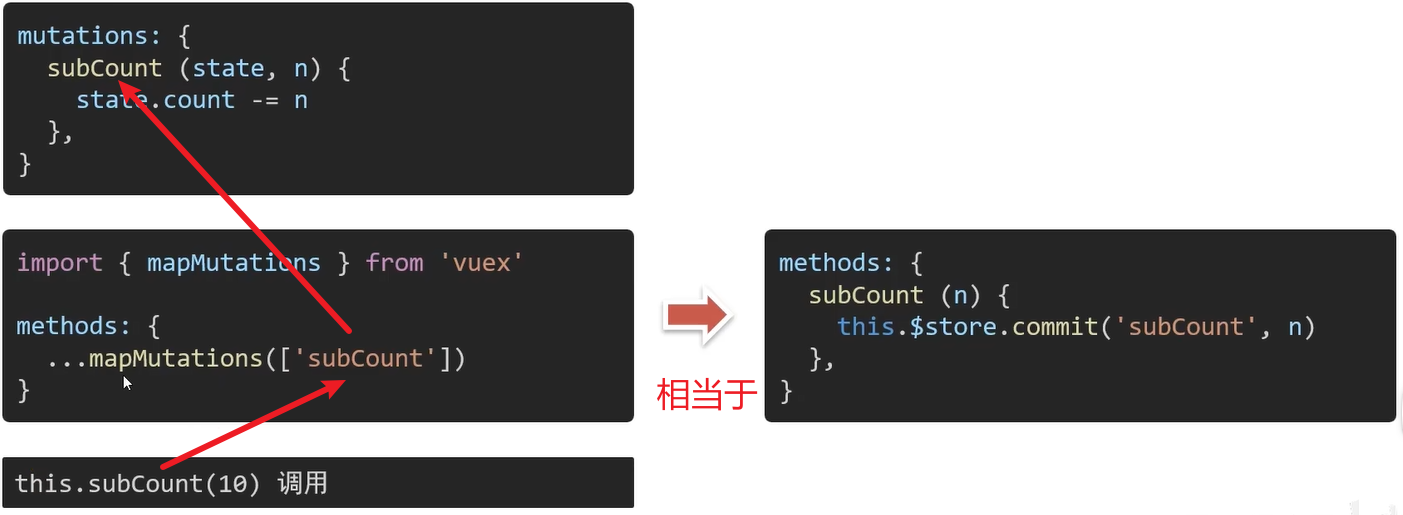 mutations: {
  subCount (state, n) {
    state.count -= n
  },
}
import { mapMutations } from 'vuex'
methods: {
  ...mapMutations(['subCount'])
}
this.subCount(10) 调用
相当于
methods: {
  subCount (n) {
    this.$store.commit('subCount', n)
  },
}